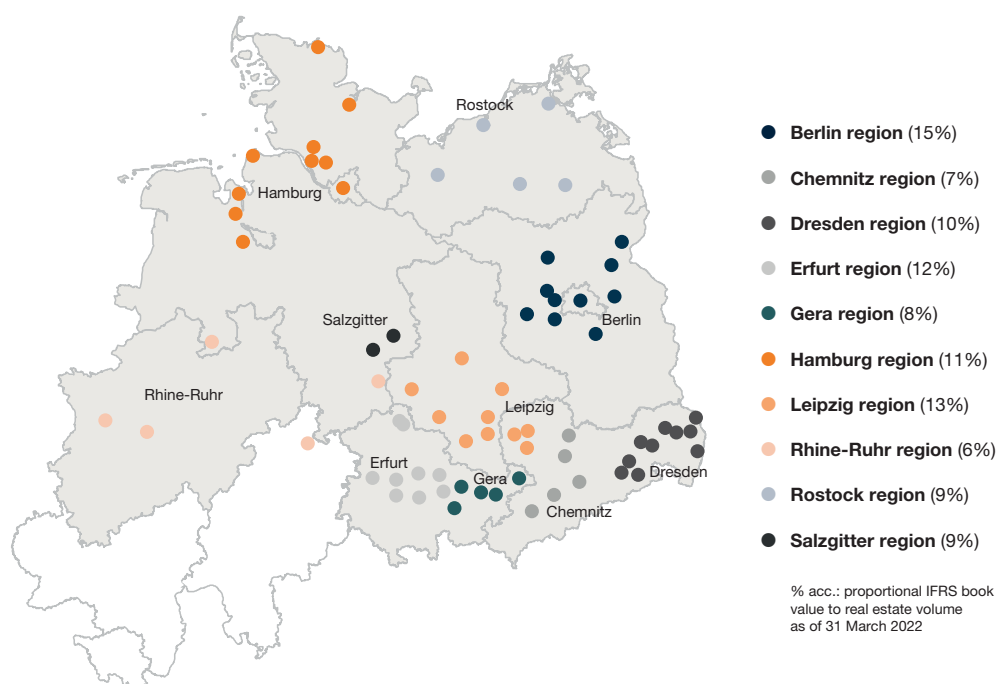 Rostock
Hamburg
Salzgitter
Berlin
Rhine-Ruhr
Leipzig
Erfurt
Gera
Dresden
Chemnitz
Berlin region (15%)
Chemnitz region (7%)
Dresden region (10%)
Erfurt region (12%)
Gera region (8%)
Hamburg region (11%)
Leipzig region (13%)
Rhine-Ruhr region (6%)
Rostock region (9%)
Salzgitter region (9%)
% acc.: proportional IFRS book
value to real estate volume
as of 31 March 2022